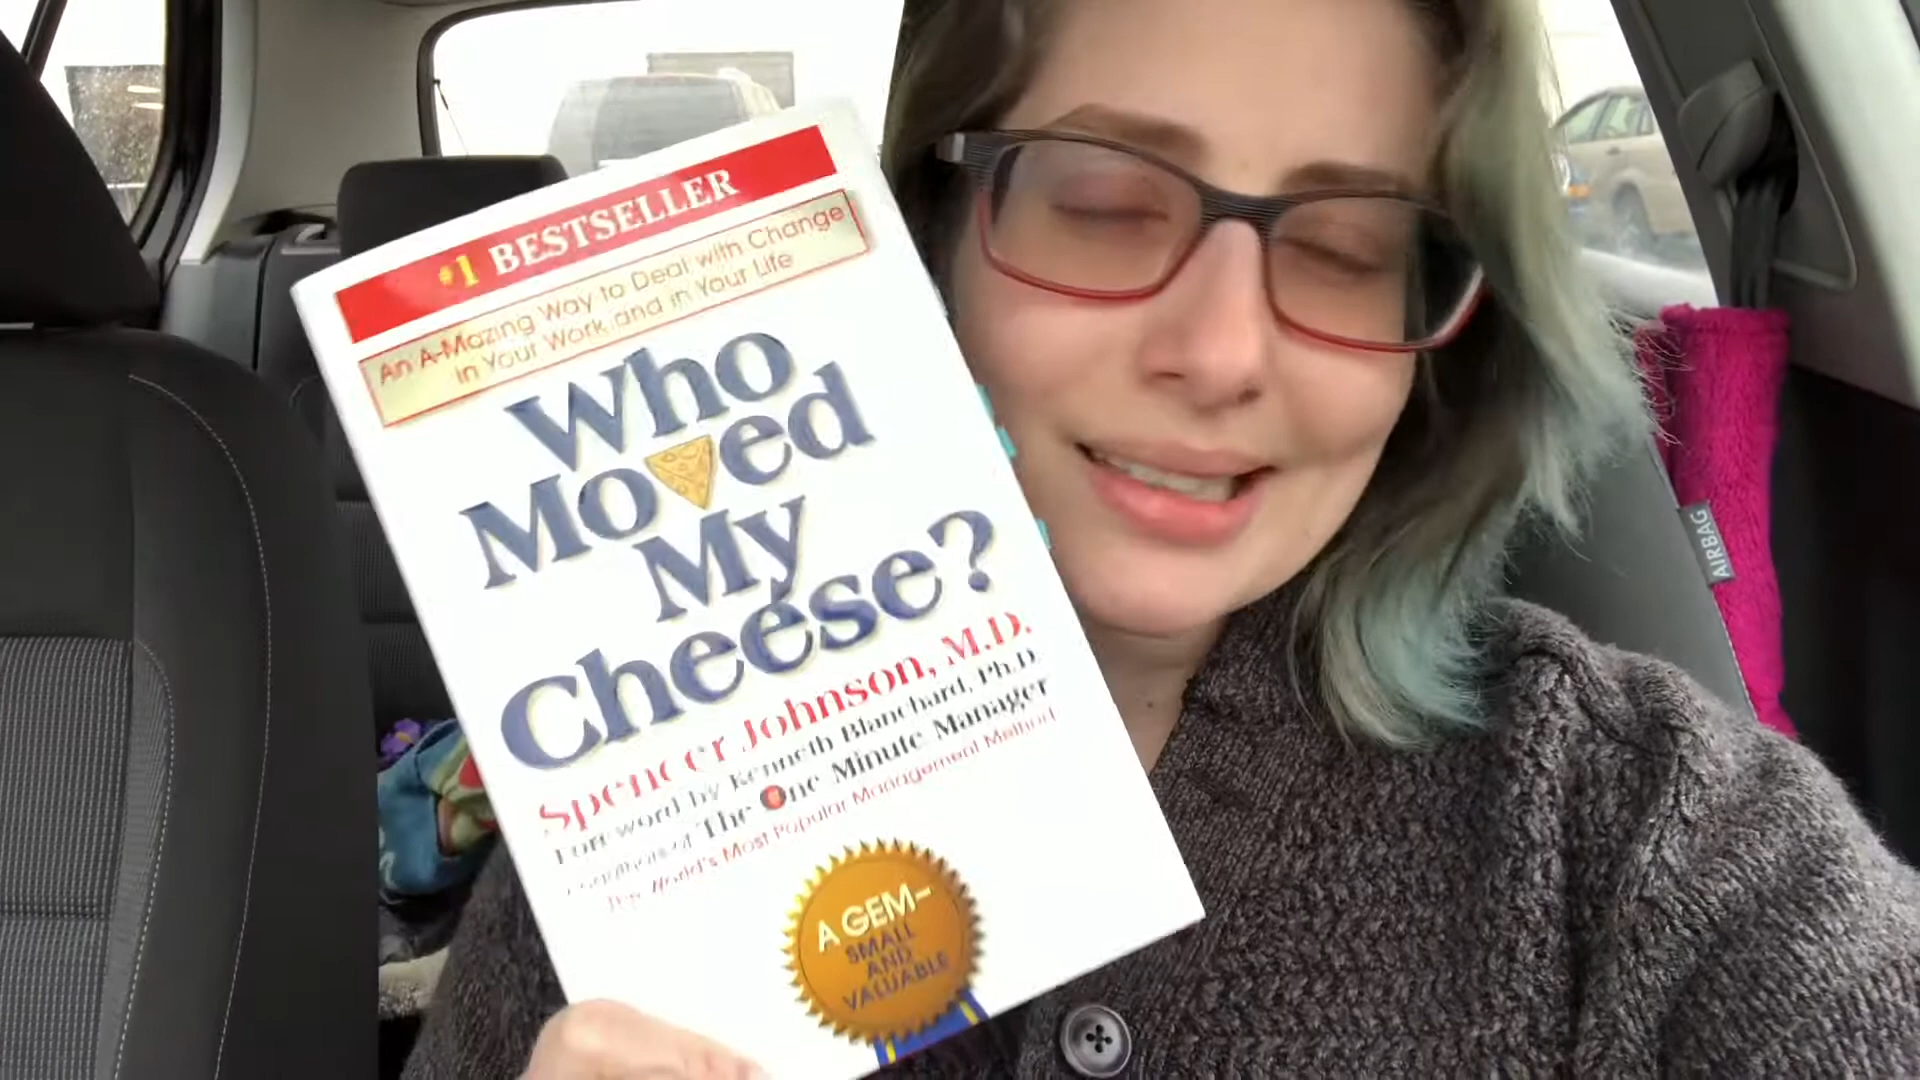 #1 BESTSELLER
An A-Mazing Way to Deal with Change
in Your Work and in Your Life
Who
Moved
My
Cheese?
Spencer Johnson, M.D.
Foreword by Kenneth Blanchard, Ph.D.
coauthors of The One Minute Manager
The World's Most Popular Management Method
A GEM–
SMALL
AND
VALUABLE
AIRBAG